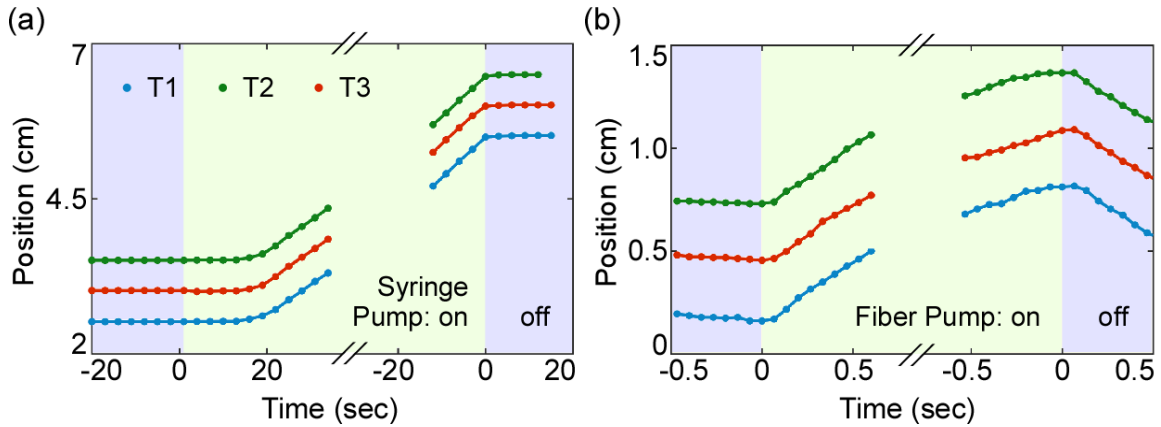 (a)
7
4.5
2
Position (cm)
T1 T2 T3
Syringe
Pump: on off
-20 0 20 -20 0 20
Time (sec)
(b)
1.5
1.0
0.5
0
Position (cm)
Fiber Pump: on off
-0.5 0 0.5 -0.5 0 0.5
Time (sec)